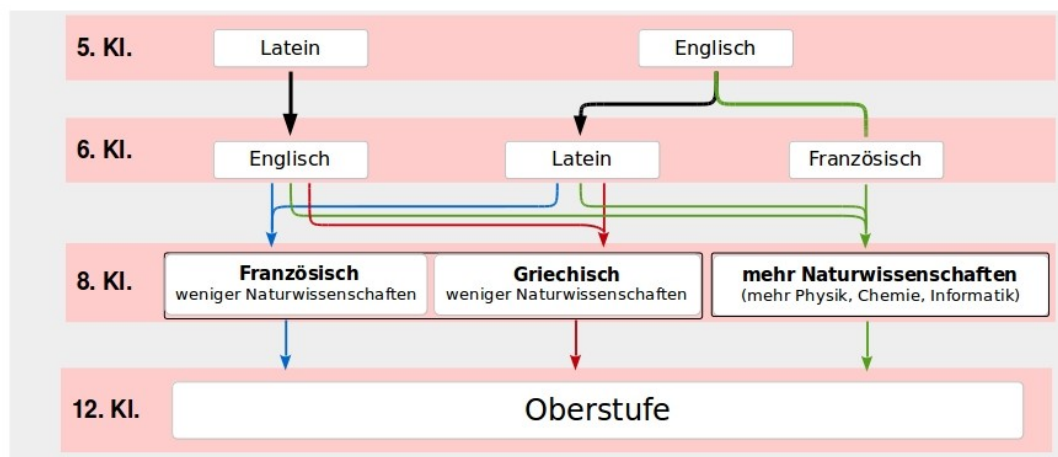 5. Kl.
Latein
Englisch
6. Kl.
Englisch
Latein
Französisch
8. Kl.
Französisch
weniger Naturwissenschaften
Griechisch
weniger Naturwissenschaften
mehr Naturwissenschaften
(mehr Physik, Chemie, Informatik)
12. Kl.
Oberstufe